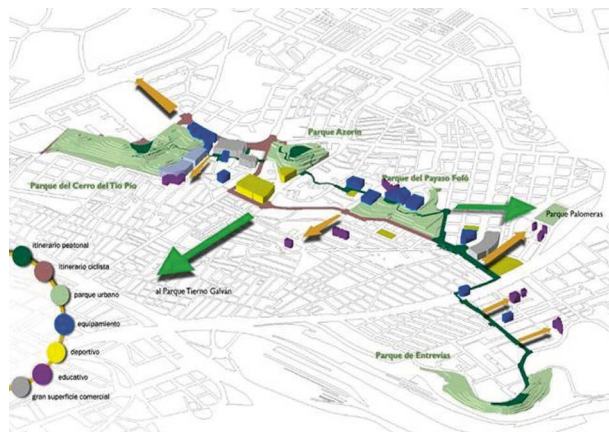 Parque Azorín
Parque del Cerro del Tío Pío
Parque del Payaso Fofó
Parque Palomeras
al Parque Tierno Galván
Parque de Entrevías
itinerario peatonal
itinerario ciclista
parque urbano
equipamiento
deportivo
educativo
gran superficie comercial